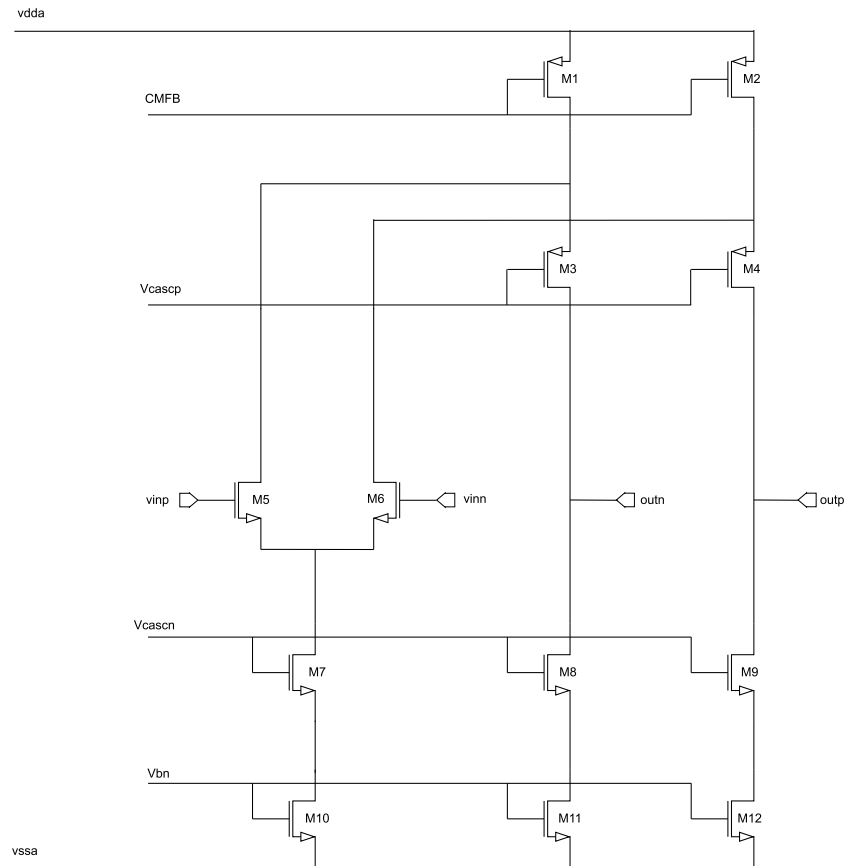 vdda
M1
M2
CMFB
M3
M4
Vcascp
vinp
M5
M6
vinn
outn
outp
Vcascn
M7
M8
M9
Vbn
M10
M11
M12
vssa